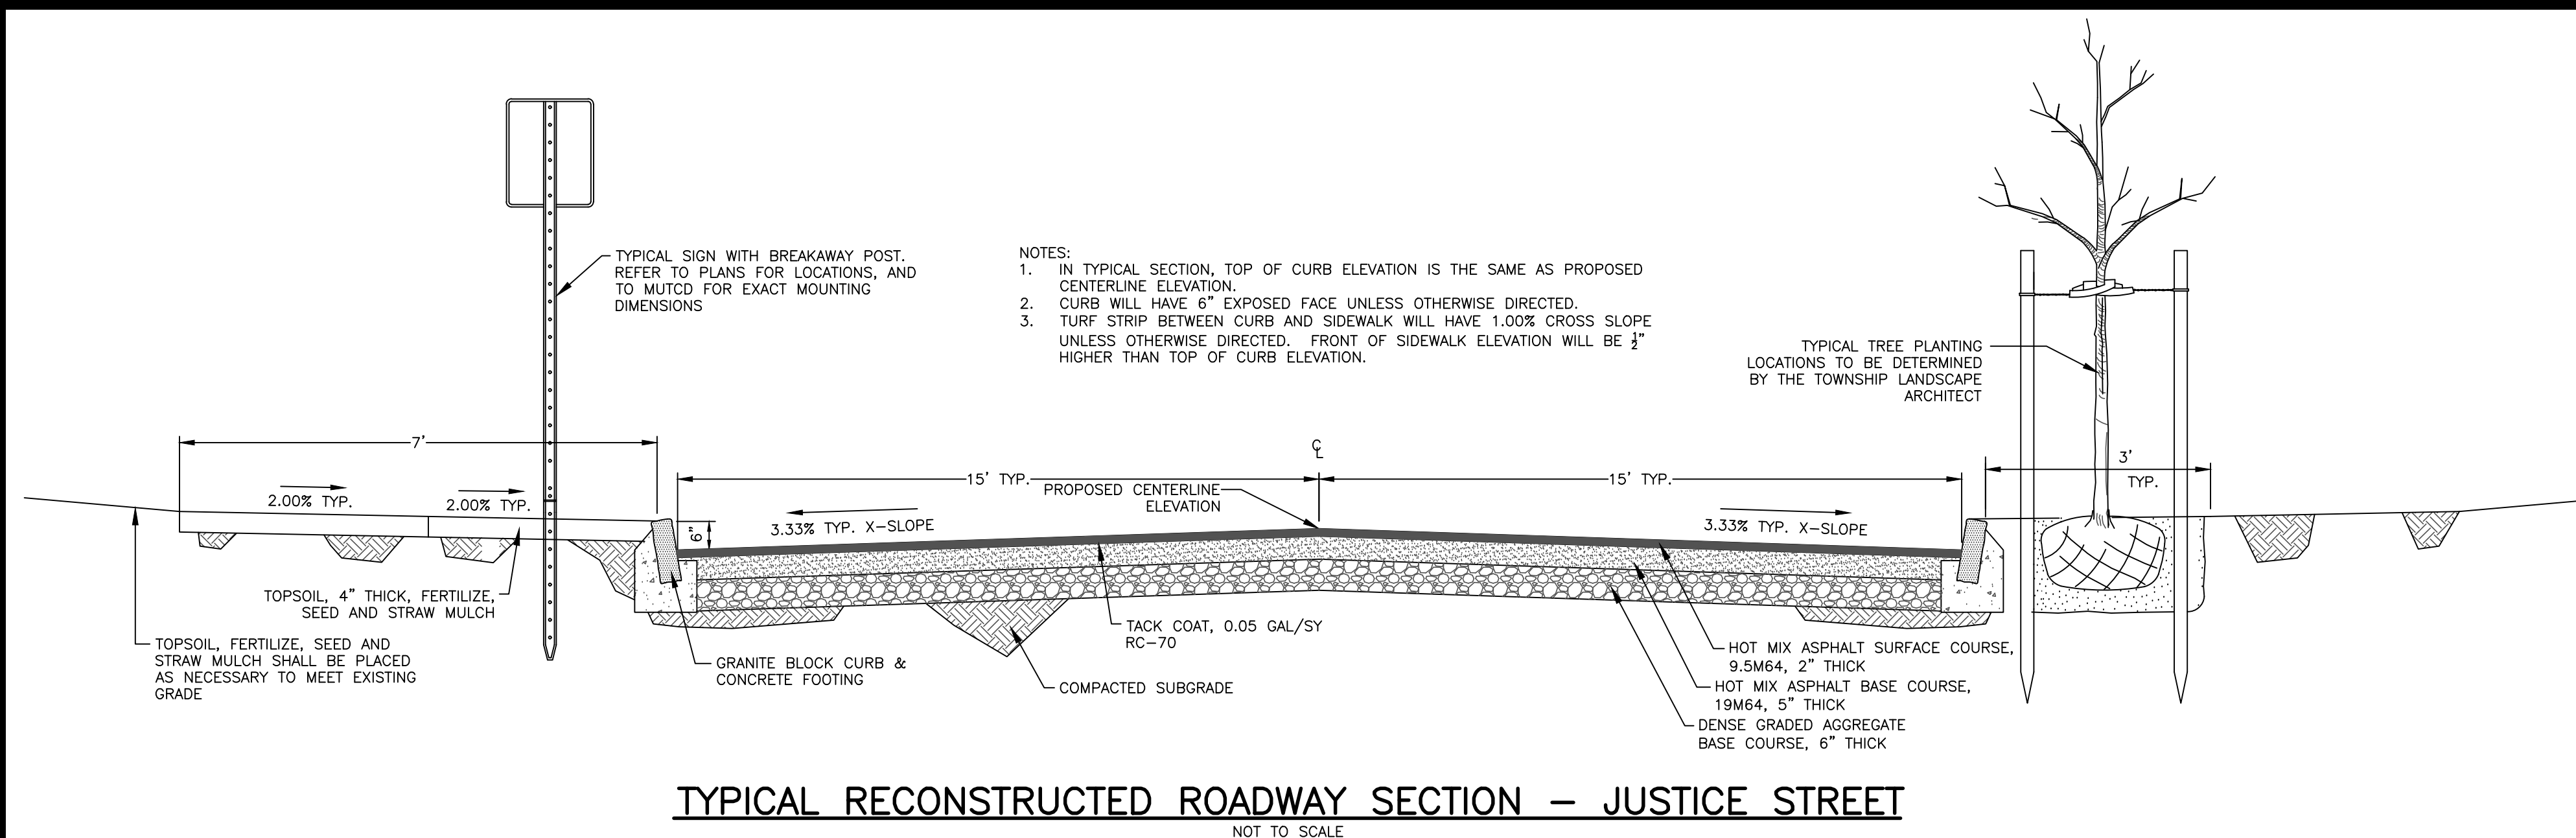 TYPICAL SIGN WITH BREAKAWAY POST.
REFER TO PLANS FOR LOCATIONS, AND
TO MUTCD FOR EXACT MOUNTING
DIMENSIONS
NOTES:
1. IN TYPICAL SECTION, TOP OF CURB ELEVATION IS THE SAME AS PROPOSED
CENTERLINE ELEVATION.
2. CURB WILL HAVE 6" EXPOSED FACE UNLESS OTHERWISE DIRECTED.
3. TURF STRIP BETWEEN CURB AND SIDEWALK WILL HAVE 1.00% CROSS SLOPE
UNLESS OTHERWISE DIRECTED. FRONT OF SIDEWALK ELEVATION WILL BE ½"
HIGHER THAN TOP OF CURB ELEVATION.
TYPICAL TREE PLANTING
LOCATIONS TO BE DETERMINED
BY THE TOWNSHIP LANDSCAPE
ARCHITECT
7'
℄
15' TYP.
15' TYP.
3'
TYP.
PROPOSED CENTERLINE
ELEVATION
2.00% TYP.
2.00% TYP.
6"
3.33% TYP. X-SLOPE
3.33% TYP. X-SLOPE
TOPSOIL, 4" THICK, FERTILIZE,
SEED AND STRAW MULCH
TOPSOIL, FERTILIZE, SEED AND
STRAW MULCH SHALL BE PLACED
AS NECESSARY TO MEET EXISTING
GRADE
GRANITE BLOCK CURB &
CONCRETE FOOTING
TACK COAT, 0.05 GAL/SY
RC-70
COMPACTED SUBGRADE
HOT MIX ASPHALT SURFACE COURSE,
9.5M64, 2" THICK
HOT MIX ASPHALT BASE COURSE,
19M64, 5" THICK
DENSE GRADED AGGREGATE
BASE COURSE, 6" THICK
TYPICAL RECONSTRUCTED ROADWAY SECTION - JUSTICE STREET
NOT TO SCALE